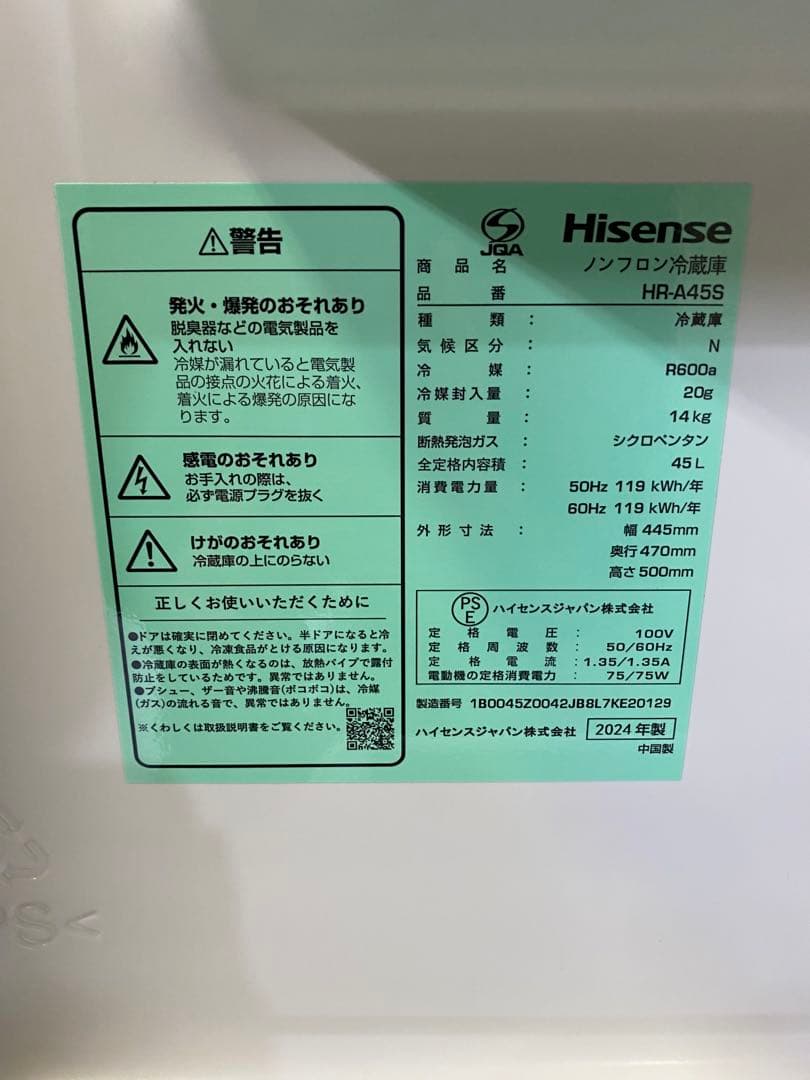 警告
発火・爆発のおそれあり
脱臭器などの電気製品を
入れない
冷媒が漏れていると電気製
品の接点の火花による着火、
着火による爆発の原因にな
ります。
感電のおそれあり
お手入れの際は、
必ず電源プラグを抜く
けがのおそれあり
冷蔵庫の上にのらない
正しくお使いいただくために
●ドアは確実に閉めてください。半ドアになると冷
えが悪くなり、冷凍食品がとける原因になります。
●冷蔵庫の表面が熱くなるのは、放熱パイプで露付
防止をしているためです。異常ではありません。
●プシュー、ザー音や沸騰音(ポコポコ)は、冷媒
(ガス)の流れる音で、異常ではありません。
※くわしくは取扱説明書をご覧ください。
JQA
Hisense
商品名 ノンフロン冷蔵庫
品番 HR-A45S
種類 : 冷蔵庫
気候区分 : N
冷媒 : R600a
冷媒封入量 : 20g
質量 : 14kg
断熱発泡ガス : シクロペンタン
全定格内容積 : 45L
消費電力量 : 50Hz 119 kWh/年
60Hz 119 kWh/年
外形寸法 : 幅 445mm
奥行 470mm
高さ 500mm
PS
E
ハイセンスジャパン株式会社
定格電圧 : 100V
定格周波数 : 50/60Hz
定格電流 : 1.35/1.35A
電動機の定格消費電力 : 75/75W
製造番号 1B0045Z0042JB8L7KE20129
ハイセンスジャパン株式会社 2024年製
中国製
PS<